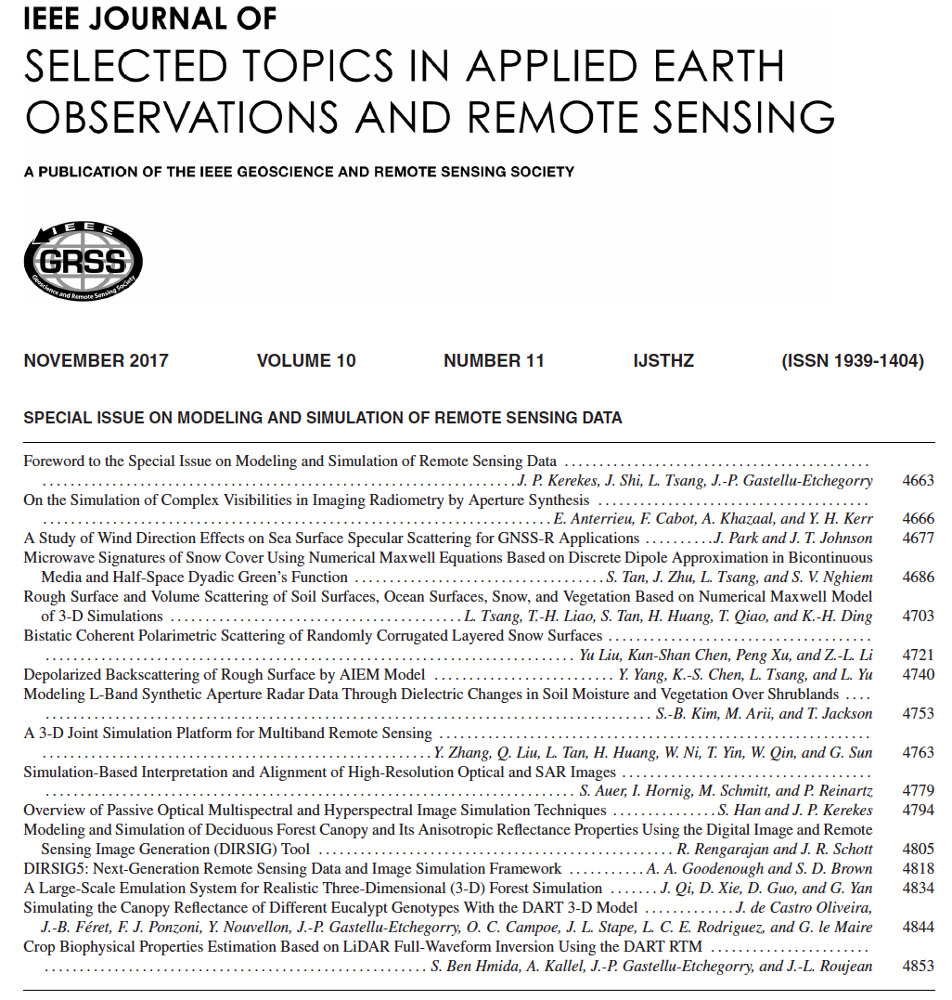 IEEE JOURNAL OF
SELECTED TOPICS IN APPLIED EARTH
OBSERVATIONS AND REMOTE SENSING
A PUBLICATION OF THE IEEE GEOSCIENCE AND REMOTE SENSING SOCIETY
IEEE
GRSS
Geoscience and Remote Sensing Society
NOVEMBER 2017 VOLUME 10 NUMBER 11 IJSTHZ (ISSN 1939-1404)
SPECIAL ISSUE ON MODELING AND SIMULATION OF REMOTE SENSING DATA
Foreword to the Special Issue on Modeling and Simulation of Remote Sensing Data ............................................
..................................................................... J. P. Kerekes, J. Shi, L. Tsang, J.-P. Gastellu-Etchegorry 4663
On the Simulation of Complex Visibilities in Imaging Radiometry by Aperture Synthesis .......................................
......................................................................... E. Anterrieu, F. Cabot, A. Khazaal, and Y. H. Kerr 4666
A Study of Wind Direction Effects on Sea Surface Specular Scattering for GNSS-R Applications .......... J. Park and J. T. Johnson 4677
Microwave Signatures of Snow Cover Using Numerical Maxwell Equations Based on Discrete Dipole Approximation in Bicontinuous
Media and Half-Space Dyadic Green's Function .................................... S. Tan, J. Zhu, L. Tsang, and S. V. Nghiem 4686
Rough Surface and Volume Scattering of Soil Surfaces, Ocean Surfaces, Snow, and Vegetation Based on Numerical Maxwell Model
of 3-D Simulations .......................................... L. Tsang, T.-H. Liao, S. Tan, H. Huang, T. Qiao, and K.-H. Ding 4703
Bistatic Coherent Polarimetric Scattering of Randomly Corrugated Layered Snow Surfaces ......................................
............................................................................ Yu Liu, Kun-Shan Chen, Peng Xu, and Z.-L. Li 4721
Depolarized Backscattering of Rough Surface by AIEM Model .......................... Y. Yang, K.-S. Chen, L. Tsang, and L. Yu 4740
Modeling L-Band Synthetic Aperture Radar Data Through Dielectric Changes in Soil Moisture and Vegetation Over Shrublands ....
....................................................................................... S.-B. Kim, M. Arii, and T. Jackson 4753
A 3-D Joint Simulation Platform for Multiband Remote Sensing ..............................................................
........................................................ Y. Zhang, Q. Liu, L. Tan, H. Huang, W. Ni, T. Yin, W. Qin, and G. Sun 4763
Simulation-Based Interpretation and Alignment of High-Resolution Optical and SAR Images ....................................
............................................................................ S. Auer, I. Hornig, M. Schmitt, and P. Reinartz 4779
Overview of Passive Optical Multispectral and Hyperspectral Image Simulation Techniques ............... S. Han and J. P. Kerekes 4794
Modeling and Simulation of Deciduous Forest Canopy and Its Anisotropic Reflectance Properties Using the Digital Image and Remote
Sensing Image Generation (DIRSIG) Tool ................................................... R. Rengarajan and J. R. Schott 4805
DIRSIG5: Next-Generation Remote Sensing Data and Image Simulation Framework ........... A. A. Goodenough and S. D. Brown 4818
A Large-Scale Emulation System for Realistic Three-Dimensional (3-D) Forest Simulation ....... J. Qi, D. Xie, D. Guo, and G. Yan 4834
Simulating the Canopy Reflectance of Different Eucalypt Genotypes With the DART 3-D Model ............. J. de Castro Oliveira,
J.-B. Féret, F. J. Ponzoni, Y. Nouvellon, J.-P. Gastellu-Etchegorry, O. C. Campoe, J. L. Stape, L. C. E. Rodriguez, and G. le Maire 4844
Crop Biophysical Properties Estimation Based on LiDAR Full-Waveform Inversion Using the DART RTM .......................
....................................................... S. Ben Hmida, A. Kallel, J.-P. Gastellu-Etchegorry, and J.-L. Roujean 4853